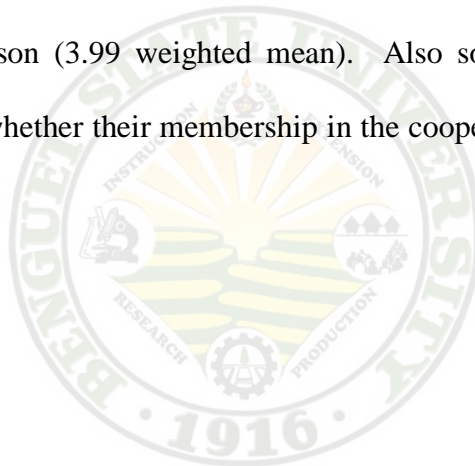 son (3.99 weighted mean). Also so
whether their membership in the coope
BENGUET STATE UNIVERSITY
INSTRUCTION
EXTENSION
RESEARCH
PRODUCTION
· 1916 ·